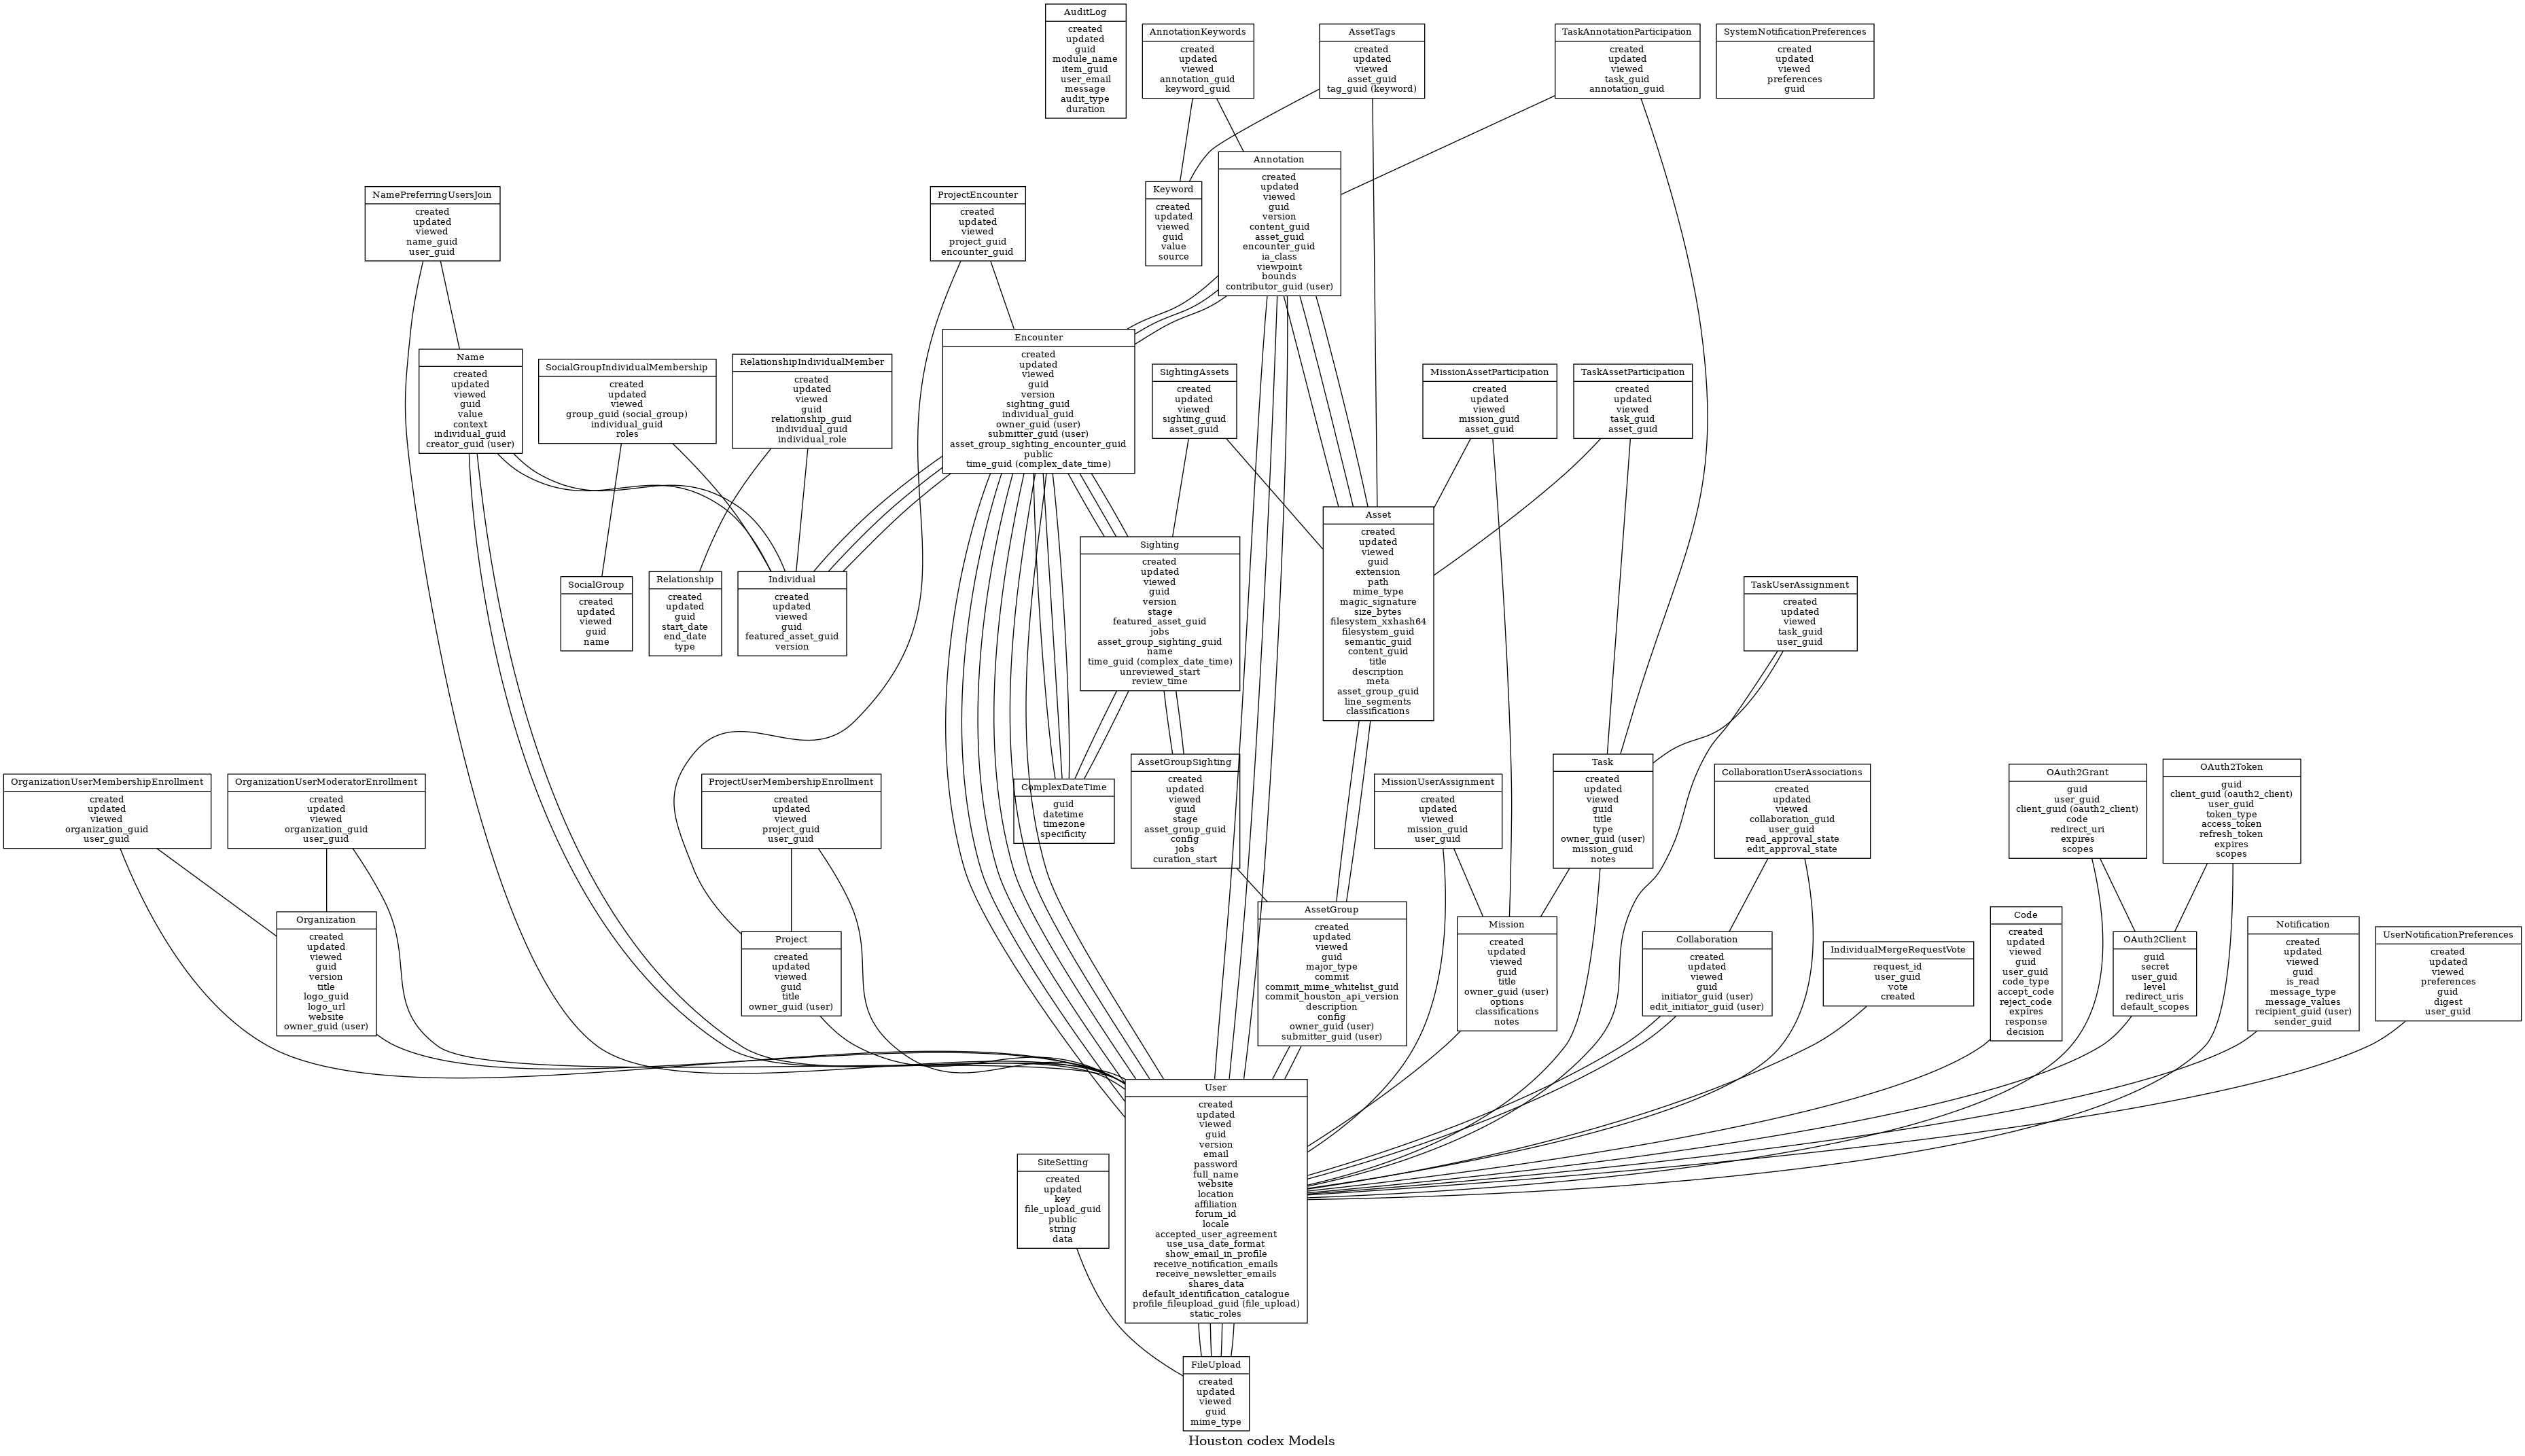 AuditLog
created
updated
guid
module_name
item_guid
user_email
message
audit_type
duration
AnnotationKeywords
created
updated
viewed
annotation_guid
keyword_guid
AssetTags
created
updated
viewed
asset_guid
tag_guid (keyword)
TaskAnnotationParticipation
created
updated
viewed
task_guid
annotation_guid
SystemNotificationPreferences
created
updated
viewed
preferences
guid
Annotation
created
updated
viewed
guid
version
content_guid
asset_guid
encounter_guid
ia_class
viewpoint
bounds
contributor_guid (user)
Keyword
created
updated
viewed
guid
value
source
NamePreferringUsersJoin
created
updated
viewed
name_guid
user_guid
ProjectEncounter
created
updated
viewed
project_guid
encounter_guid
Encounter
created
updated
viewed
guid
version
sighting_guid
individual_guid
owner_guid (user)
submitter_guid (user)
asset_group_sighting_encounter_guid
public
time_guid (complex_date_time)
Name
created
updated
viewed
guid
value
context
individual_guid
creator_guid (user)
SocialGroupIndividualMembership
created
updated
viewed
group_guid (social_group)
individual_guid
roles
RelationshipIndividualMember
created
updated
viewed
guid
relationship_guid
individual_guid
individual_role
SightingAssets
created
updated
viewed
sighting_guid
asset_guid
MissionAssetParticipation
created
updated
viewed
mission_guid
asset_guid
TaskAssetParticipation
created
updated
viewed
task_guid
asset_guid
Asset
created
updated
viewed
guid
extension
path
mime_type
magic_signature
size_bytes
filesystem_xxhash64
filesystem_guid
semantic_guid
content_guid
title
description
meta
asset_group_guid
line_segments
classifications
Sighting
created
updated
viewed
guid
version
stage
featured_asset_guid
jobs
asset_group_sighting_guid
name
time_guid (complex_date_time)
unreviewed_start
review_time
SocialGroup
created
updated
viewed
guid
name
Relationship
created
updated
guid
start_date
end_date
type
Individual
created
updated
viewed
guid
featured_asset_guid
version
TaskUserAssignment
created
updated
viewed
task_guid
user_guid
OrganizationUserMembershipEnrollment
created
updated
viewed
organization_guid
user_guid
OrganizationUserModeratorEnrollment
created
updated
viewed
organization_guid
user_guid
ProjectUserMembershipEnrollment
created
updated
viewed
project_guid
user_guid
ComplexDateTime
guid
datetime
timezone
specificity
AssetGroupSighting
created
updated
viewed
guid
stage
asset_group_guid
config
jobs
curation_start
MissionUserAssignment
created
updated
viewed
mission_guid
user_guid
Task
created
updated
viewed
guid
title
type
owner_guid (user)
mission_guid
notes
CollaborationUserAssociations
created
updated
viewed
collaboration_guid
user_guid
read_approval_state
edit_approval_state
OAuth2Grant
guid
user_guid
client_guid (oauth2_client)
code
redirect_uri
expires
scopes
OAuth2Token
guid
client_guid (oauth2_client)
user_guid
token_type
access_token
refresh_token
expires
scopes
Organization
created
updated
viewed
guid
version
title
logo_guid
logo_url
website
owner_guid (user)
Project
created
updated
viewed
guid
title
owner_guid (user)
AssetGroup
created
updated
viewed
guid
major_type
commit
commit_mime_whitelist_guid
commit_houston_api_version
description
config
owner_guid (user)
submitter_guid (user)
Mission
created
updated
viewed
guid
title
owner_guid (user)
options
classifications
notes
Collaboration
created
updated
viewed
guid
initiator_guid (user)
edit_initiator_guid (user)
IndividualMergeRequestVote
request_id
user_guid
vote
created
Code
created
updated
viewed
guid
user_guid
code_type
accept_code
reject_code
expires
response
decision
OAuth2Client
guid
secret
user_guid
level
redirect_uris
default_scopes
Notification
created
updated
viewed
guid
is_read
message_type
message_values
recipient_guid (user)
sender_guid
UserNotificationPreferences
created
updated
viewed
preferences
guid
digest
user_guid
User
created
updated
viewed
guid
version
email
password
full_name
website
location
affiliation
forum_id
locale
accepted_user_agreement
use_usa_date_format
show_email_in_profile
receive_notification_emails
receive_newsletter_emails
shares_data
default_identification_catalogue
profile_fileupload_guid (file_upload)
static_roles
SiteSetting
created
updated
key
file_upload_guid
public
string
data
FileUpload
created
updated
viewed
guid
mime_type
Houston codex Models